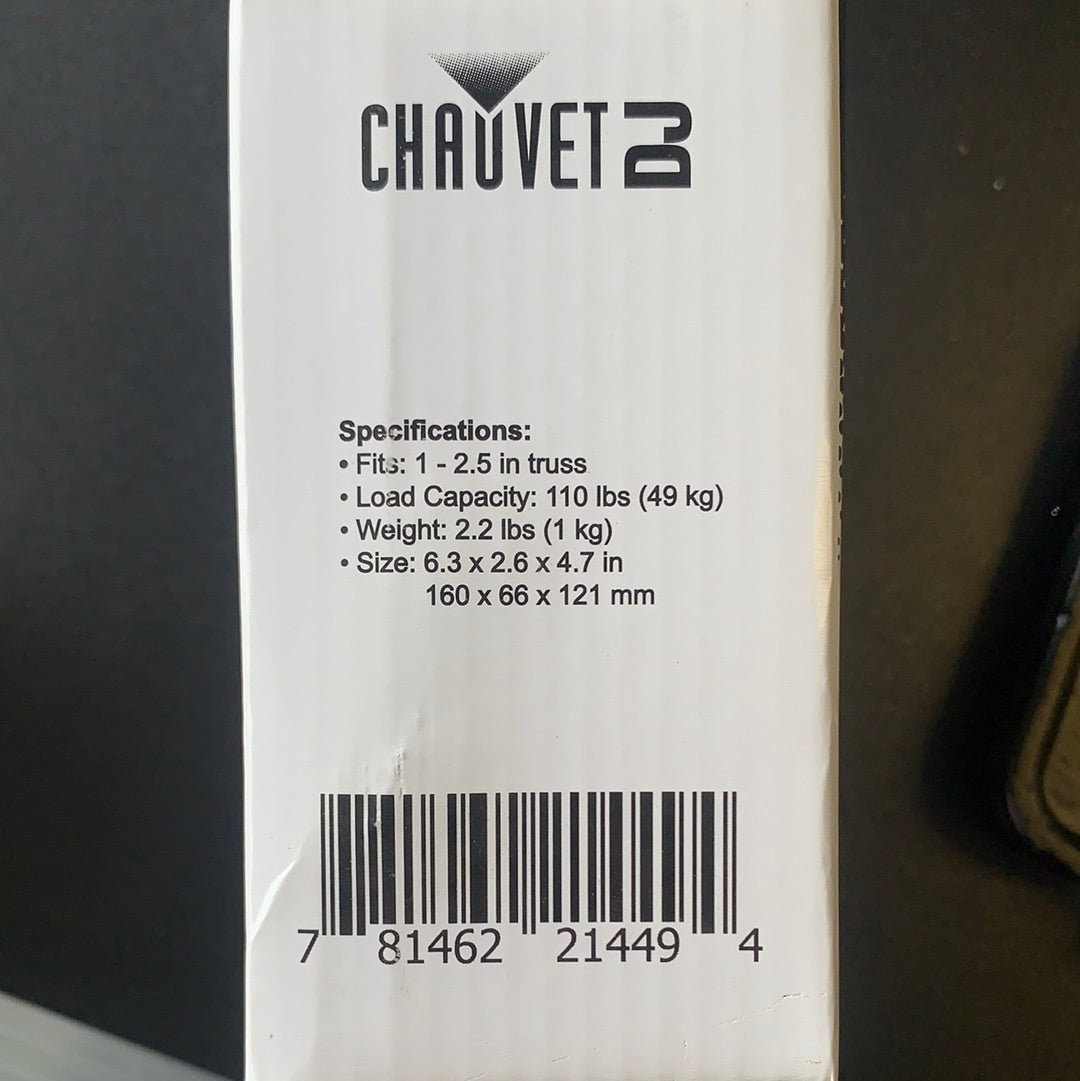 CHAUVET DJ
Specifications:
• Fits: 1 - 2.5 in truss
• Load Capacity: 110 lbs (49 kg)
• Weight: 2.2 lbs (1 kg)
• Size: 6.3 x 2.6 x 4.7 in
160 x 66 x 121 mm
7 81462 21449 4